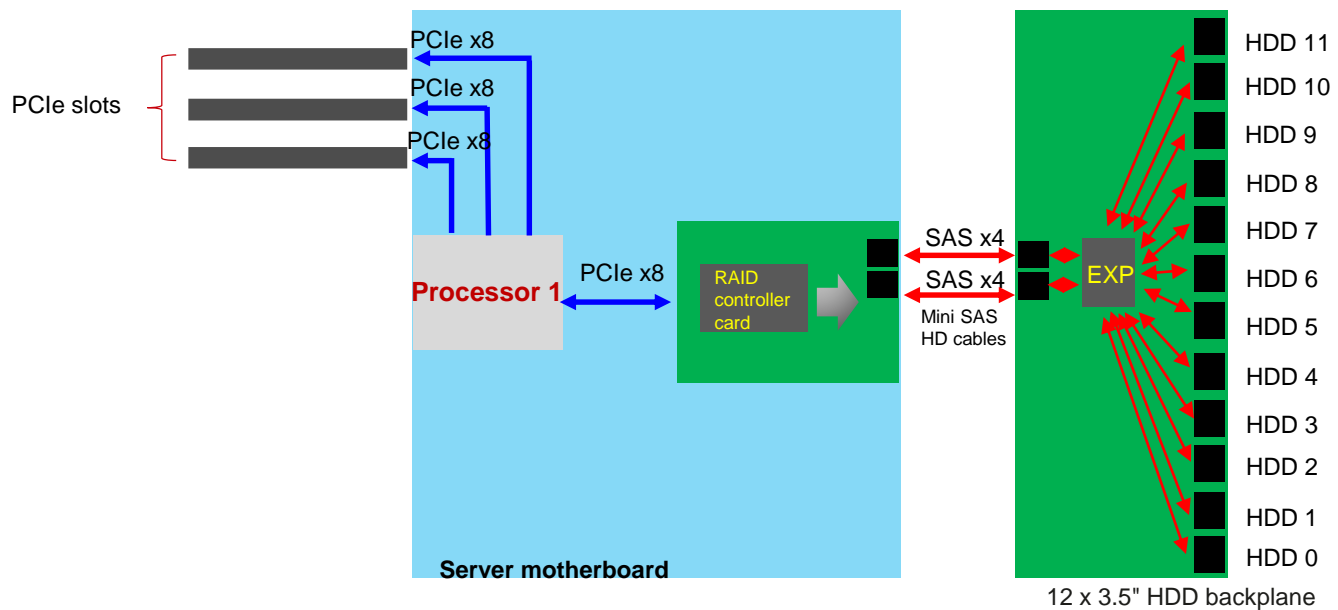 PCIe x8
PCIe x8
PCIe x8
PCIe slots
Processor 1
PCIe x8
RAID
controller
card
SAS x4
SAS x4
Mini SAS
HD cables
EXP
HDD 11
HDD 10
HDD 9
HDD 8
HDD 7
HDD 6
HDD 5
HDD 4
HDD 3
HDD 2
HDD 1
HDD 0
Server motherboard
12 x 3.5" HDD backplane